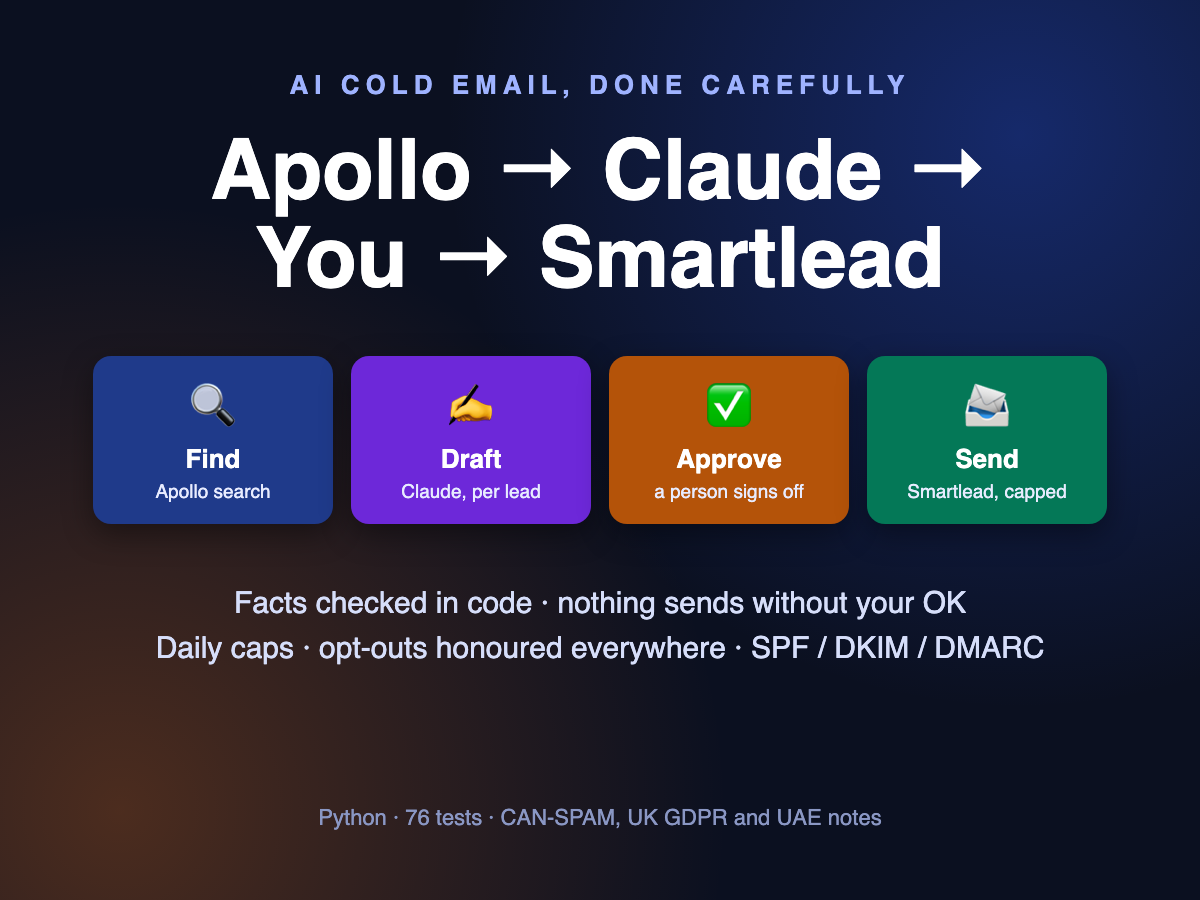 AI COLD EMAIL, DONE CAREFULLY
Apollo → Claude →
You → Smartlead
Find
Apollo search
Draft
Claude, per lead
Approve
a person signs off
Send
Smartlead, capped
Facts checked in code · nothing sends without your OK
Daily caps · opt-outs honoured everywhere · SPF / DKIM / DMARC
Python · 76 tests · CAN-SPAM, UK GDPR and UAE notes